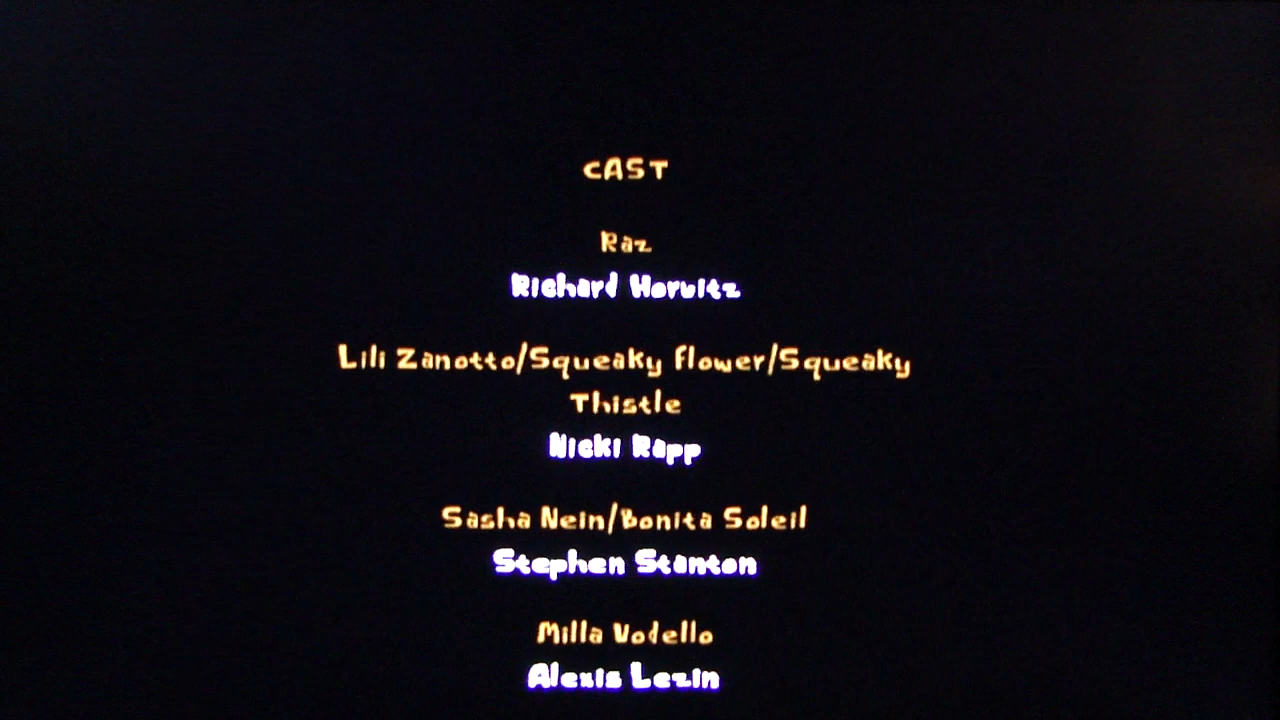 CAST
Raz
Richard Horvitz
Lili Zanotto/Squeaky Flower/Squeaky
Thistle
Nicki Rapp
Sasha Nein/Bonita Soleil
Stephen Stanton
Milla Vodello
Alexis Lezin